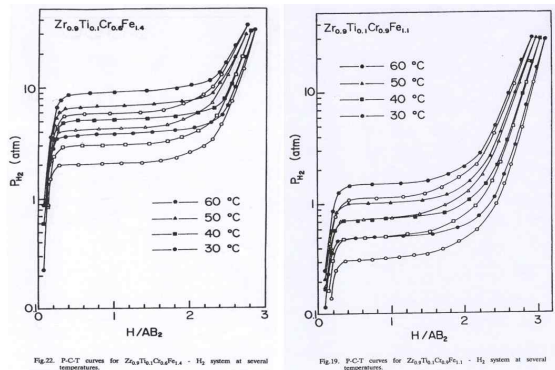 Zr₀.₉Ti₀.₁Cr₀.₆Fe₁.₄
10
P_H₂ (atm)
1
0.1
60 °C
50 °C
40 °C
30 °C
0
1
2
3
H/AB₂
Fig.22. P-C-T curves for Zr₀.₉Ti₀.₁Cr₀.₆Fe₁.₄ - H₂ system at several
temperatures.
Zr₀.₉Ti₀.₁Cr₀.₉Fe₁.₁
60 °C
50 °C
40 °C
30 °C
10
P_H₂ (atm)
1
0.1
0
1
2
3
H/AB₂
Fig.19. P-C-T curves for Zr₀.₉Ti₀.₁Cr₀.₉Fe₁.₁ - H₂ system at several
temperatures.